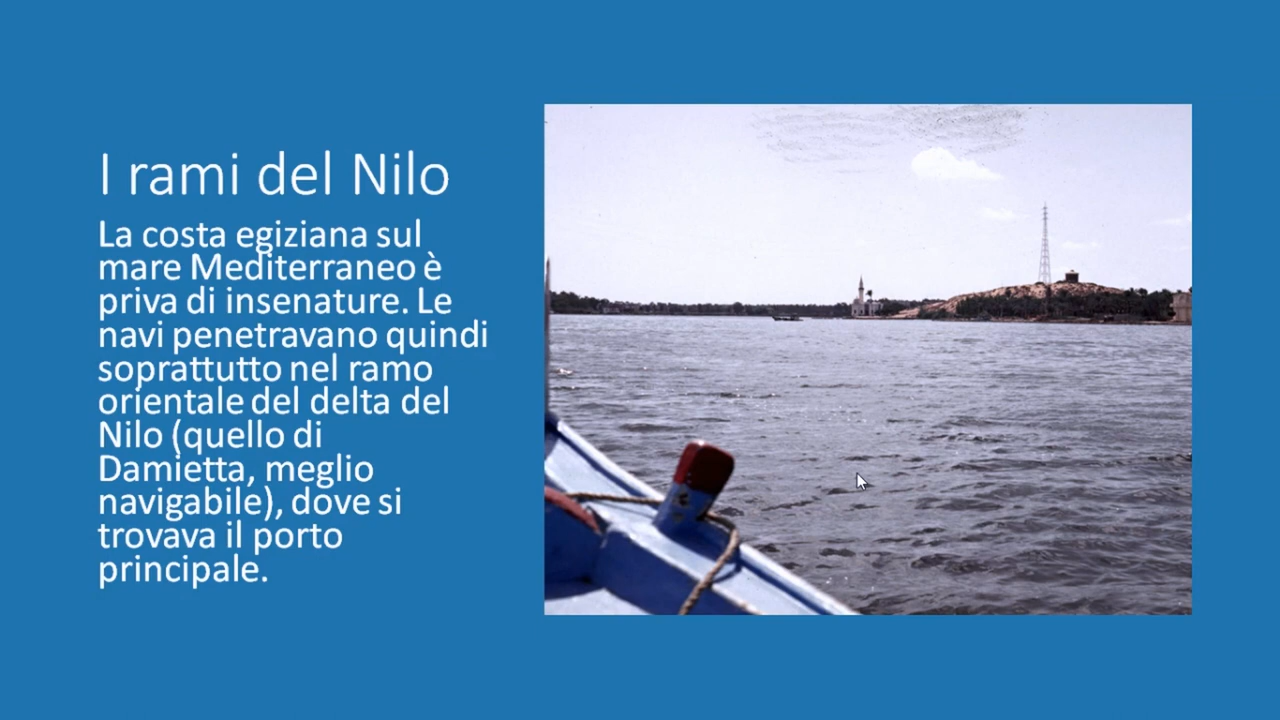 I rami del Nilo
La costa egiziana sul
mare Mediterraneo è
priva di insenature. Le
navi penetravano quindi
soprattutto nel ramo
orientale del delta del
Nilo (quello di
Damietta, meglio
navigabile), dove si
trovava il porto
principale.